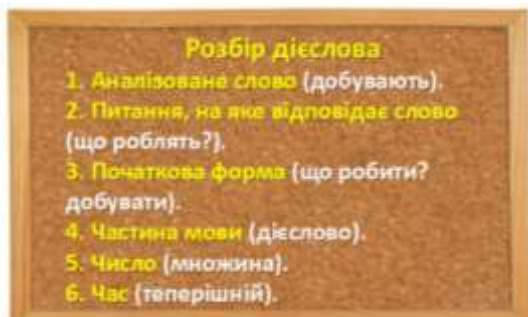 Розбір дієслова
1. Аналізоване слово (добувають).
2. Питання, на яке відповідає слово
(що роблять?).
3. Початкова форма (що робити?
добувати).
4. Частина мови (дієслово).
5. Число (множина).
6. Час (теперішній).